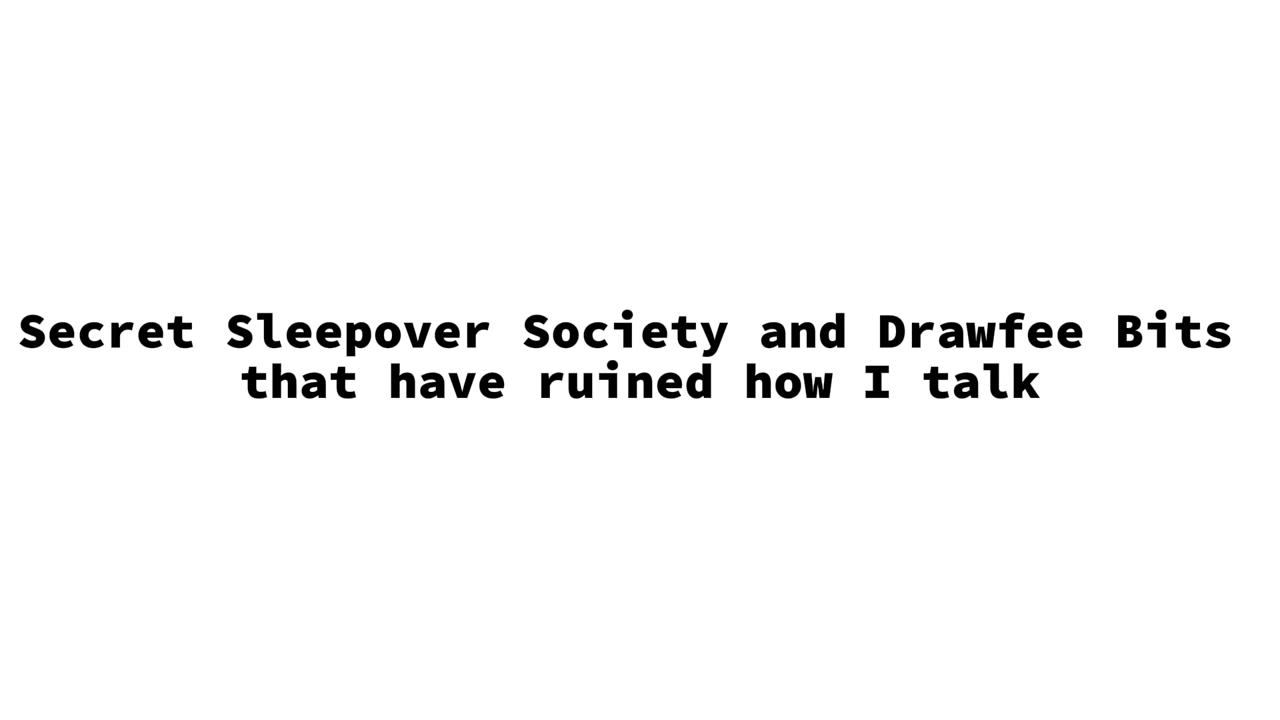 Secret Sleepover Society and Drawfee Bits
that have ruined how I talk